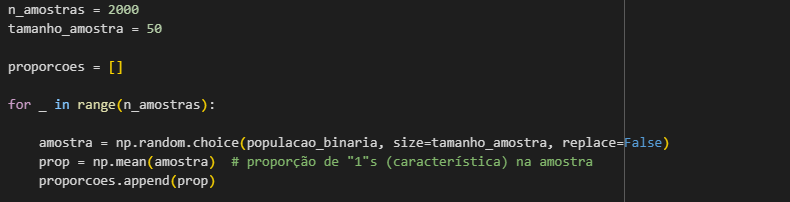 n_amostras = 2000
tamanho_amostra = 50
proporcoes = []
for _ in range(n_amostras):
amostra = np.random.choice(populacao_binaria, size=tamanho_amostra, replace=False)
prop = np.mean(amostra)  # proporção de "1"s (característica) na amostra
proporcoes.append(prop)